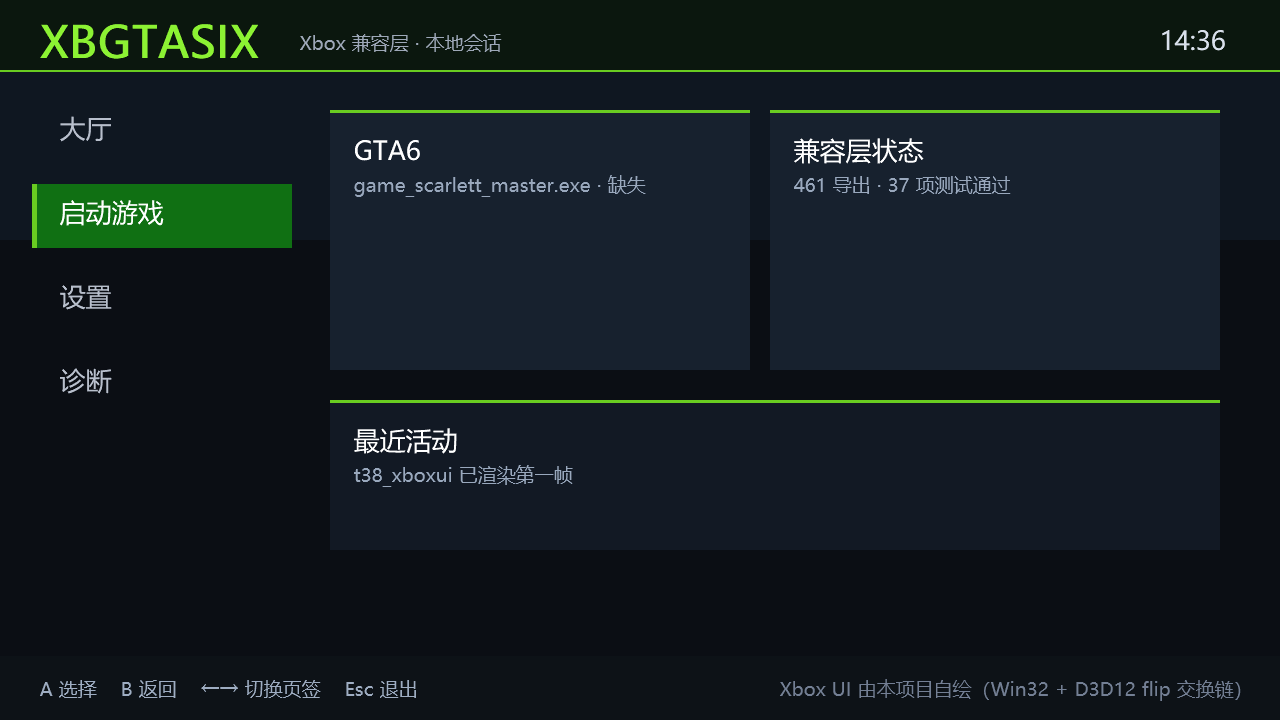 XBGTASIX
Xbox 兼容层 · 本地会话
14:36
大厅
启动游戏
设置
诊断
GTA6
game_scarlett_master.exe · 缺失
兼容层状态
461 导出 · 37 项测试通过
最近活动
t38_xboxui 已渲染第一帧
A 选择 B 返回 ←→ 切换页签 Esc 退出
Xbox UI 由本项目自绘 (Win32 + D3D12 flip 交换链)